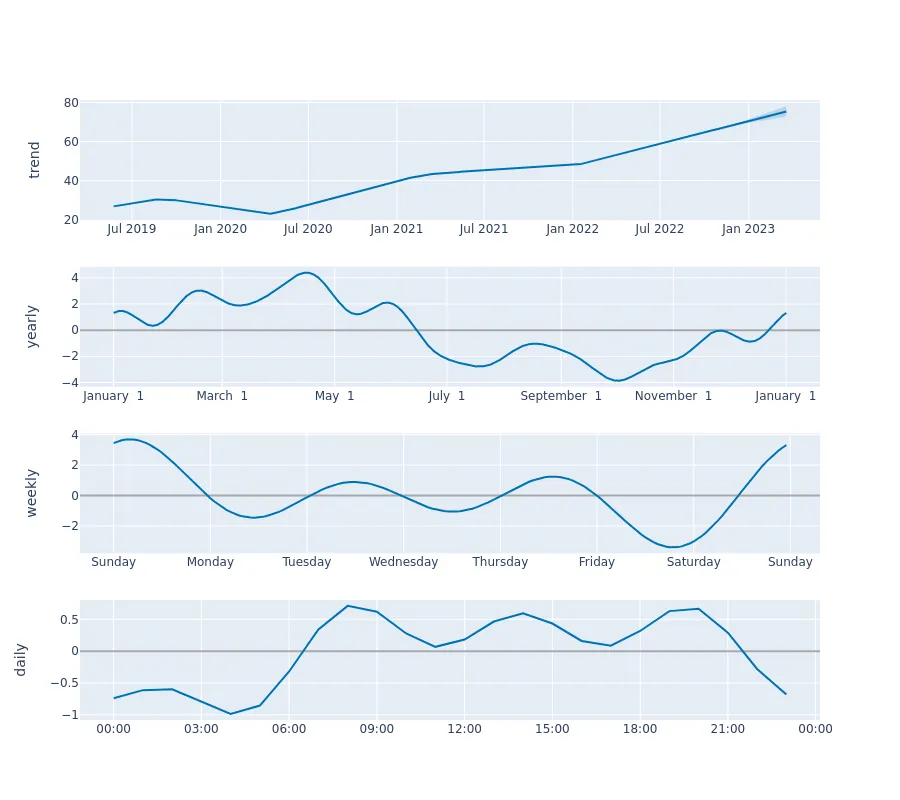 80
60
40
20
trend
Jul 2019 Jan 2020 Jul 2020 Jan 2021 Jul 2021 Jan 2022 Jul 2022 Jan 2023
4
2
0
−2
−4
yearly
January 1 March 1 May 1 July 1 September 1 November 1 January 1
4
2
0
−2
weekly
Sunday Monday Tuesday Wednesday Thursday Friday Saturday Sunday
0.5
0
−0.5
−1
daily
00:00 03:00 06:00 09:00 12:00 15:00 18:00 21:00 00:00